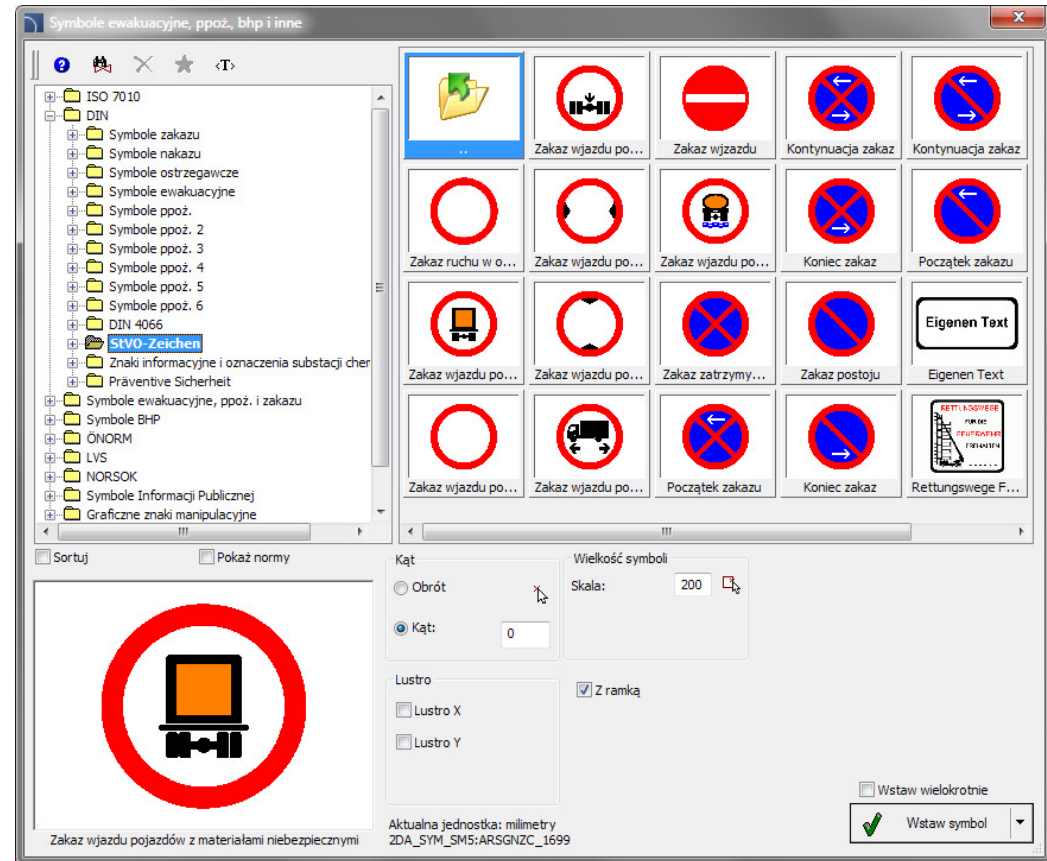 Symbole ewakuacyjne, ppoż., bhp i inne
x
? <T>
ISO 7010
DIN
Symbole zakazu
Symbole nakazu
Symbole ostrzegawcze
Symbole ewakuacyjne
Symbole ppoż.
Symbole ppoż. 2
Symbole ppoż. 3
Symbole ppoż. 4
Symbole ppoż. 5
Symbole ppoż. 6
DIN 4066
StVO-Zeichen
Znaki informacyjne i oznaczenia substacji cher
Präventive Sicherheit
Symbole ewakuacyjne, ppoż. i zakazu
Symbole BHP
ÖNORM
LVS
NORSOK
Symbole Informacji Publicznej
Graficzne znaki manipulacyjne
.. Zakaz wjazdu po... Zakaz wjzazdu Kontynuacja zakaz Kontynuacja zakaz
Zakaz ruchu w o... Zakaz wjazdu po... Zakaz wjazdu po... Koniec zakaz Początek zakazu
Eigenen Text
Zakaz wjazdu po... Zakaz wjazdu po... Zakaz zatrzymy... Zakaz postoju Eigenen Text
RETTUNGSWEGE
FÜR DIE
FEUERWEHR
FREIHALTEN
Zakaz wjazdu po... Zakaz wjazdu po... Początek zakazu Koniec zakaz Rettungswege F...
Sortuj Pokaż normy
Zakaz wjazdu pojazdów z materiałami niebezpiecznymi
Kąt
Obrót
Kąt: 0
Wielkość symboli
Skala: 200
Lustro
Lustro X
Lustro Y
Z ramką
Aktualna jednostka: milimetry
2DA_SYM_SM5:ARSGNZC_1699
Wstaw wielokrotnie
Wstaw symbol